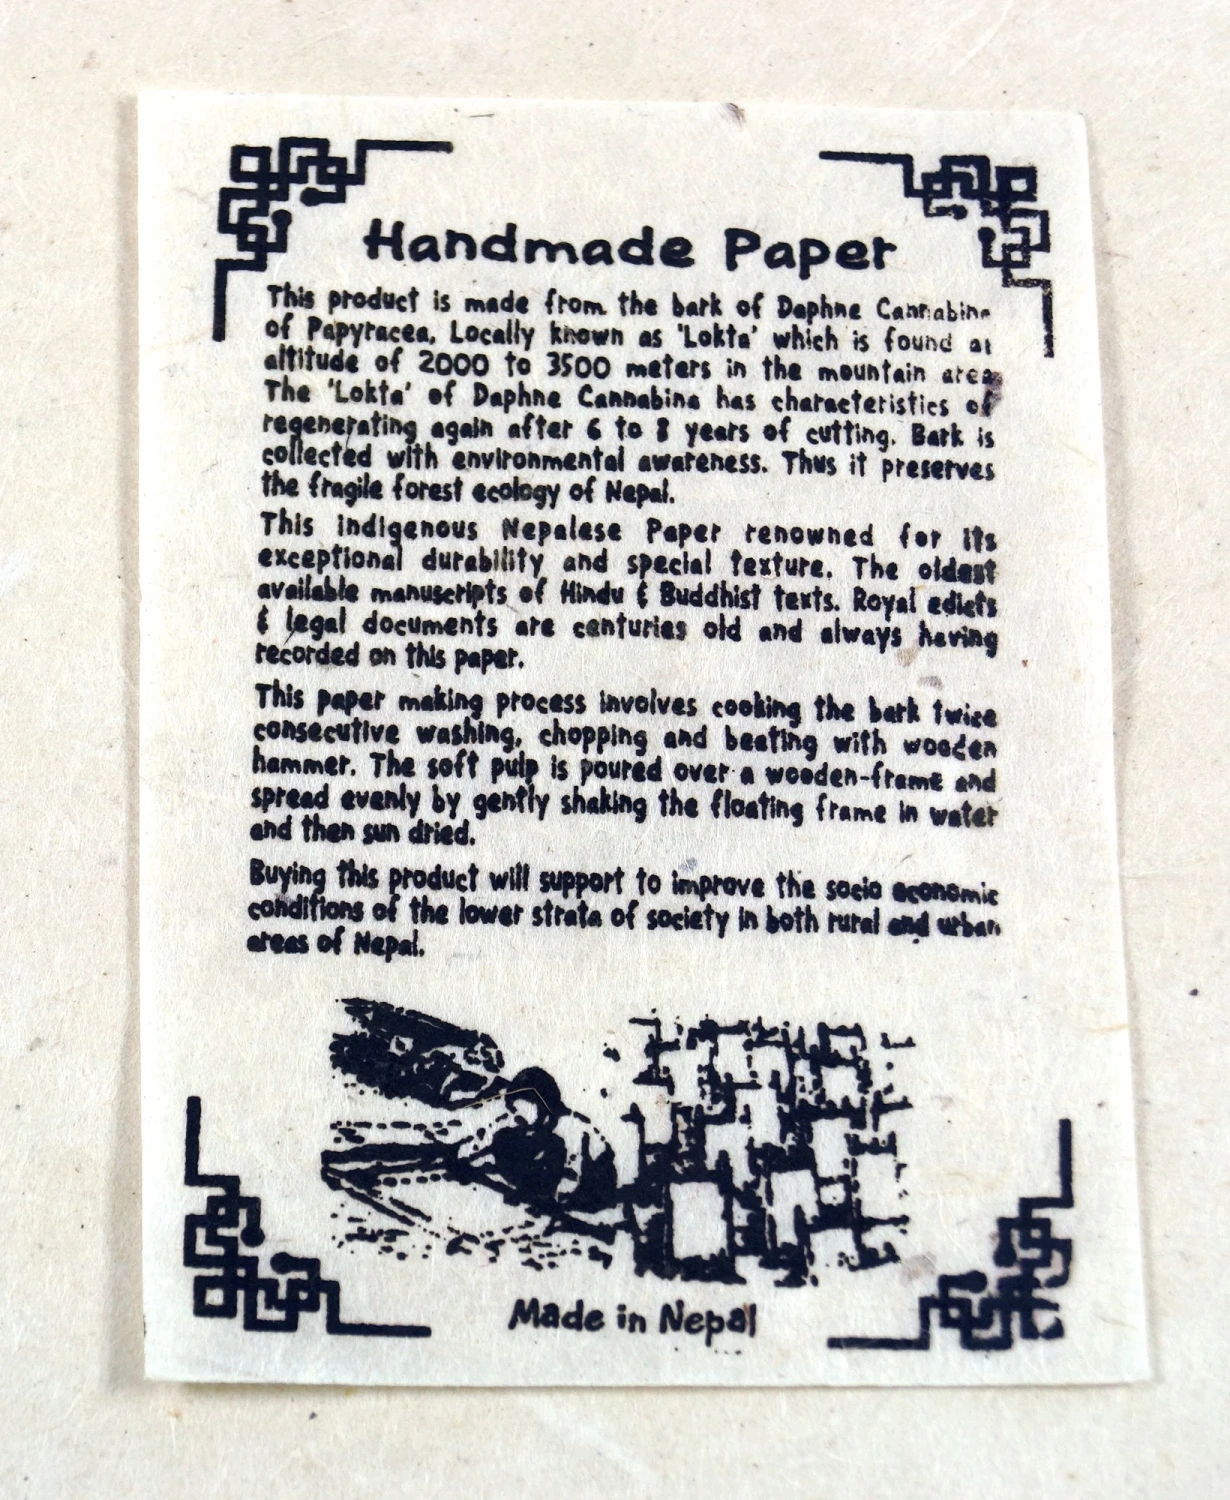 Handmade Paper
This product is made from the bark of Daphne Cannabina
of Papyracea, Locally known as 'Lokta' which is found at
altitude of 2000 to 3500 meters in the mountain area
The 'Lokta' of Daphne Cannabina has characteristics of
regenerating again after 6 to 8 years of cutting. Bark is
collected with environmental awareness. Thus it preserves
the fragile forest ecology of Nepal.
This indigenous Nepalese Paper renowned for its
exceptional durability and special texture. The oldest
available manuscripts of Hindu & Buddhist texts. Royal edicts
& legal documents are centuries old and always having
recorded on this paper.
This paper making process involves cooking the bark twice
consecutive washing, chopping and beating with wooden
hammer. The soft pulp is poured over a wooden-frame and
spread evenly by gently shaking the floating frame in water
and then sun dried.
Buying this product will support to improve the socio economic
conditions of the lower strata of society in both rural and urban
areas of Nepal.
Made in Nepal